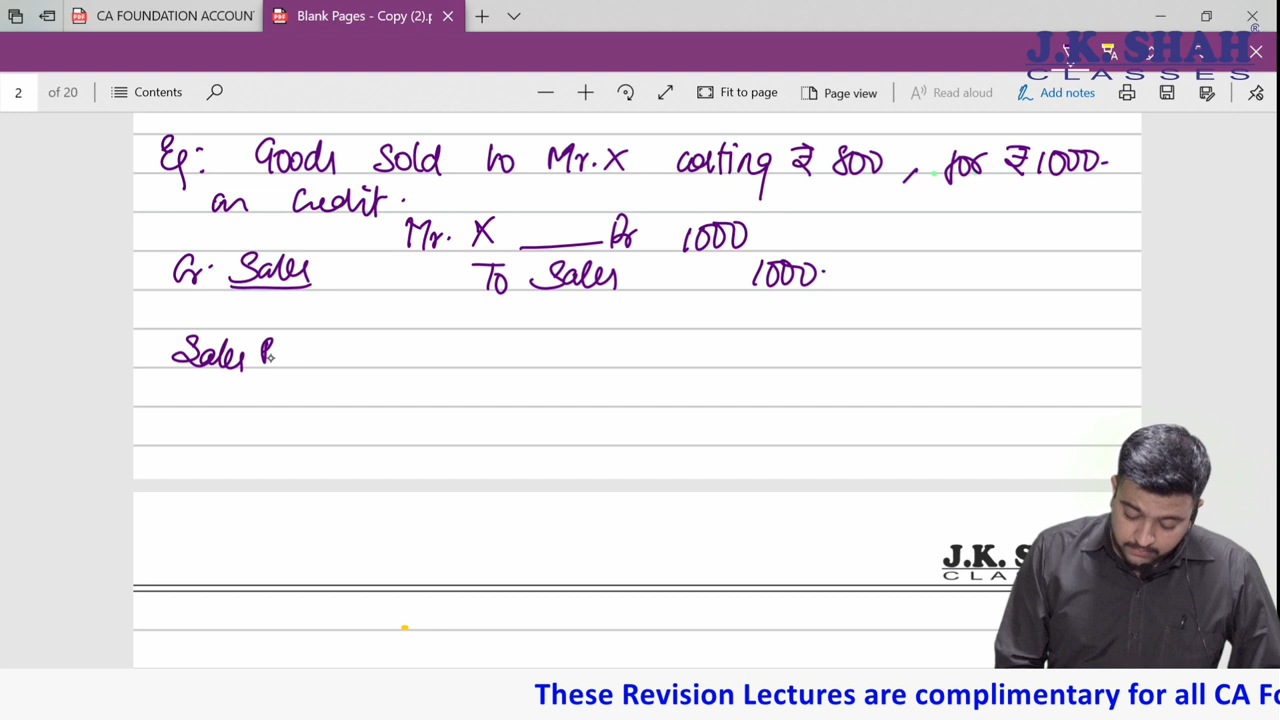 CA FOUNDATION ACCOUN
Blank Pages - Copy (2).p
J.K. SHAH®
CLASSES
2 of 20
Contents
Fit to page
Page view
Read aloud
Add notes
Eg: Goods sold to Mr. X costing ₹ 800, for ₹ 1000.
on Credit.
Mr. X ____ Dr 1000
Cr. Sales To Sales 1000.
Sales
J.K. S
CLA
These Revision Lectures are complimentary for all CA Fo